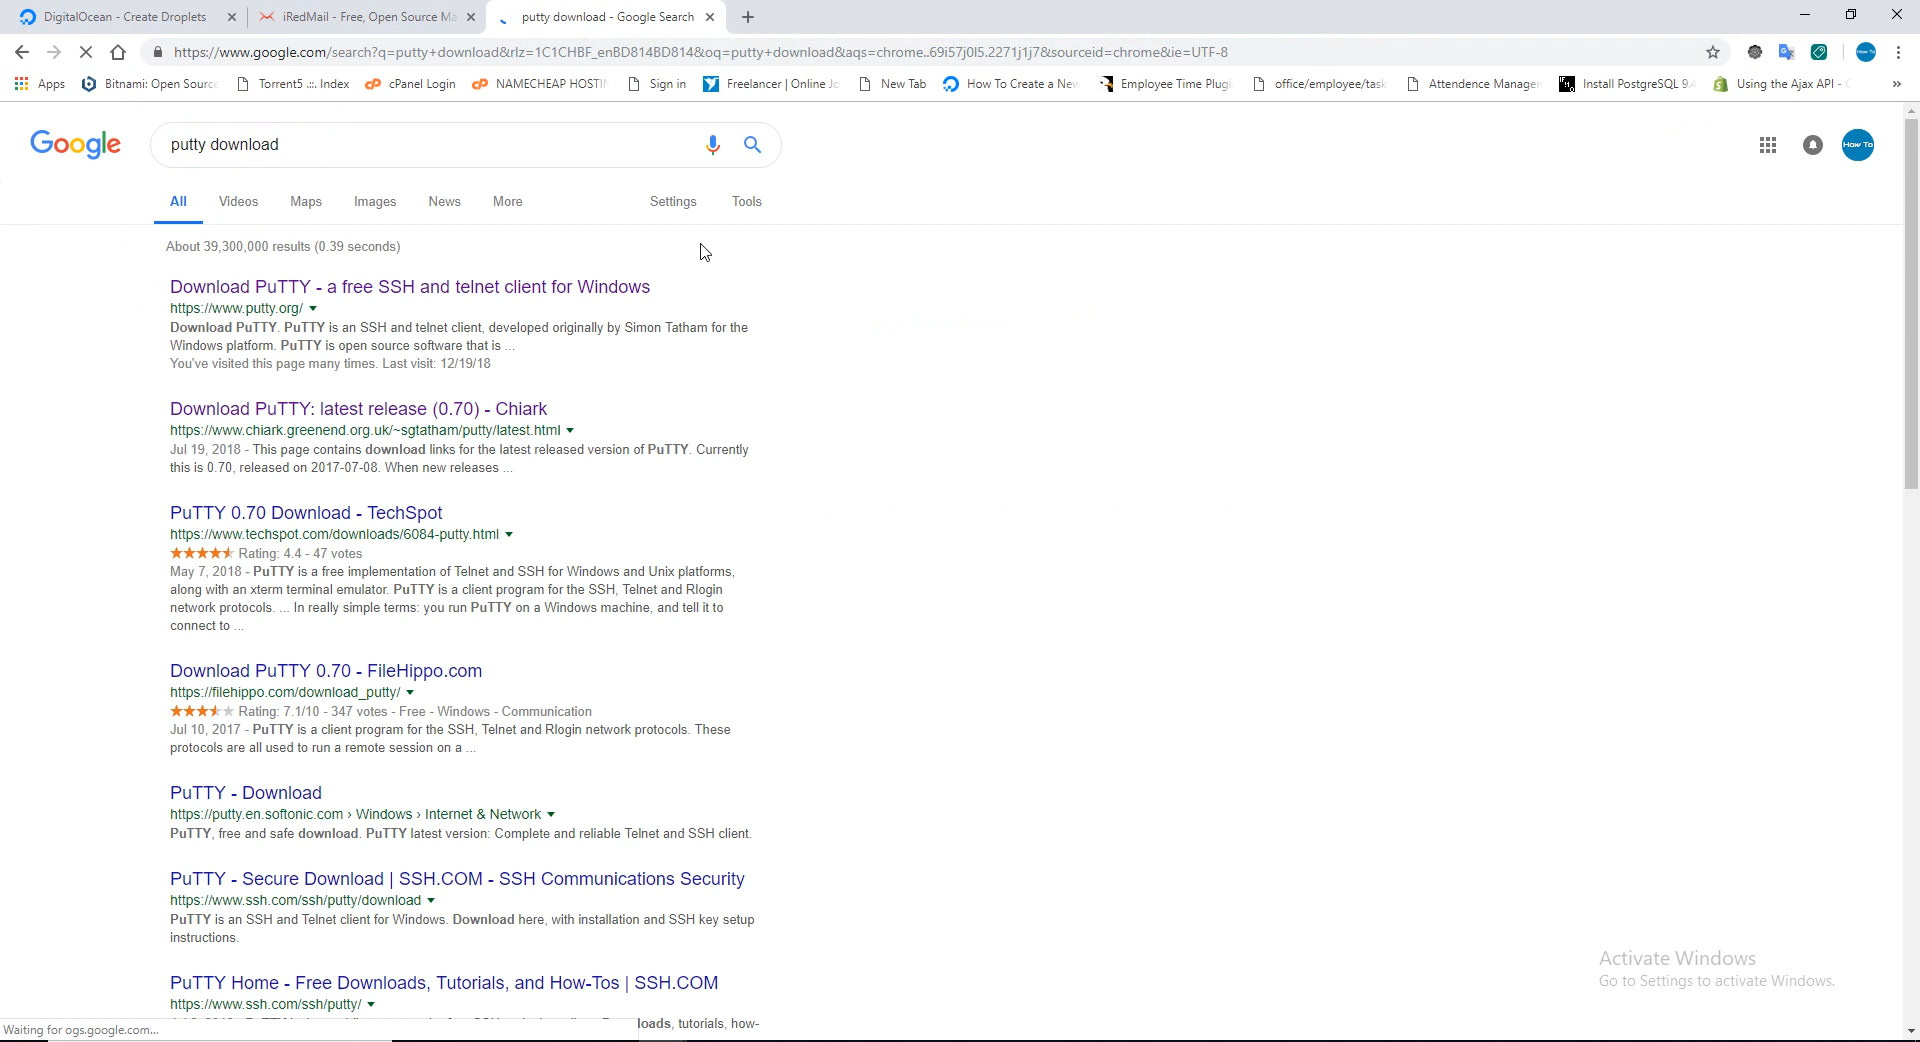 DigitalOcean - Create Droplets
iRedMail - Free, Open Source Ma
putty download - Google Search
https://www.google.com/search?q=putty+download&rlz=1C1CHBF_enBD814BD814&oq=putty+download&aqs=chrome..69i57j0l5.2271j1j7&sourceid=chrome&ie=UTF-8
Apps
Bitnami: Open Source
Torrent5 .::. Index
cPanel Login
NAMECHEAP HOSTI
Sign in
Freelancer | Online Jo
New Tab
How To Create a New
Employee Time Plugi
office/employee/task
Attendence Manager
Install PostgreSQL 9.4
Using the Ajax API -
»
Google
putty download
How To
All Videos Maps Images News More Settings Tools
About 39,300,000 results (0.39 seconds)
Download PuTTY - a free SSH and telnet client for Windows
https://www.putty.org/
Download PuTTY. PuTTY is an SSH and telnet client, developed originally by Simon Tatham for the
Windows platform. PuTTY is open source software that is ...
You've visited this page many times. Last visit: 12/19/18
Download PuTTY: latest release (0.70) - Chiark
https://www.chiark.greenend.org.uk/~sgtatham/putty/latest.html
Jul 19, 2018 - This page contains download links for the latest released version of PuTTY. Currently
this is 0.70, released on 2017-07-08. When new releases ...
PuTTY 0.70 Download - TechSpot
https://www.techspot.com/downloads/6084-putty.html
Rating: 4.4 - 47 votes
May 7, 2018 - PuTTY is a free implementation of Telnet and SSH for Windows and Unix platforms,
along with an xterm terminal emulator. PuTTY is a client program for the SSH, Telnet and Rlogin
network protocols. ... In really simple terms: you run PuTTY on a Windows machine, and tell it to
connect to ...
Download PuTTY 0.70 - FileHippo.com
https://filehippo.com/download_putty/
Rating: 7.1/10 - 347 votes - Free - Windows - Communication
Jul 10, 2017 - PuTTY is a client program for the SSH, Telnet and Rlogin network protocols. These
protocols are all used to run a remote session on a ...
PuTTY - Download
https://putty.en.softonic.com › Windows › Internet & Network
PuTTY, free and safe download. PuTTY latest version: Complete and reliable Telnet and SSH client.
PuTTY - Secure Download | SSH.COM - SSH Communications Security
https://www.ssh.com/ssh/putty/download
PuTTY is an SSH and Telnet client for Windows. Download here, with installation and SSH key setup
instructions.
PuTTY Home - Free Downloads, Tutorials, and How-Tos | SSH.COM
https://www.ssh.com/ssh/putty/
loads, tutorials, how-
Waiting for ogs.google.com...
Activate Windows
Go to Settings to activate Windows.